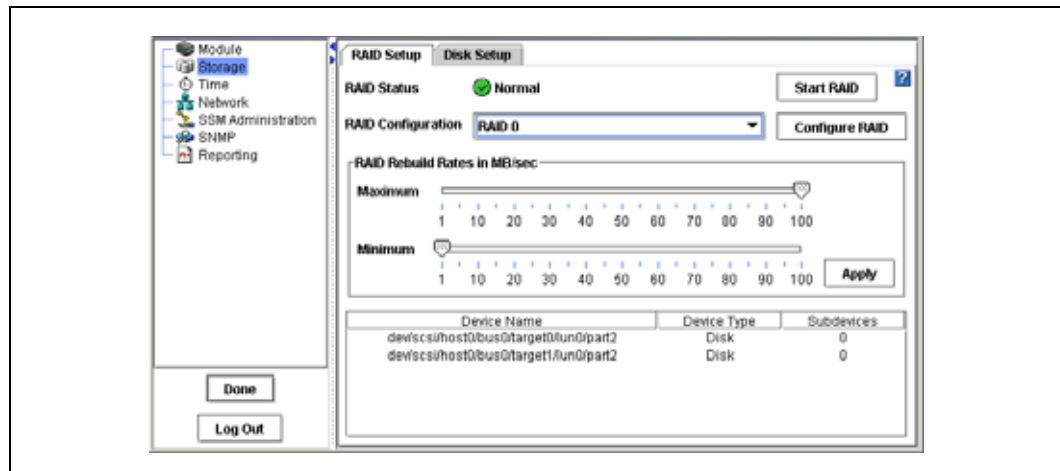 Module
Storage
Time
Network
SSM Administration
SNMP
Reporting
Done
Log Out
RAID Setup Disk Setup
RAID Status Normal Start RAID ?
RAID Configuration RAID 0 Configure RAID
RAID Rebuild Rates in MB/sec
Maximum
1 10 20 30 40 50 60 70 80 90 100
Minimum
1 10 20 30 40 50 60 70 80 90 100 Apply
Device Name Device Type Subdevices
dev/scsi/host0/bus0/target0/lun0/part2 Disk 0
dev/scsi/host0/bus0/target1/lun0/part2 Disk 0